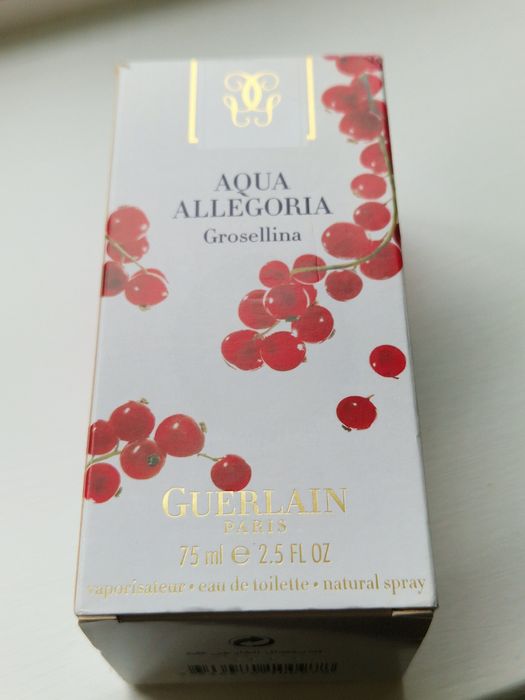 AQUA
ALLEGORIA
Grosellina
GUERLAIN
PARIS
75 ml e 2.5 FL OZ
vaporisateur • eau de toilette • natural spray